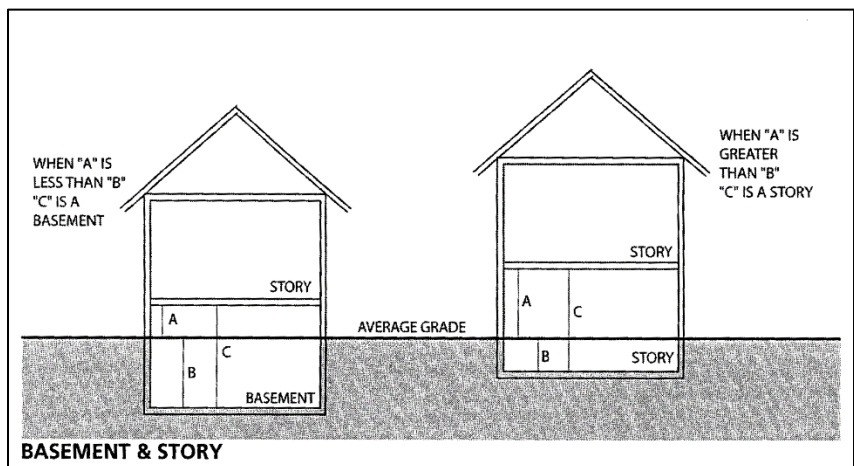 WHEN "A" IS
LESS THAN "B"
"C" IS A
BASEMENT
STORY
A
B
C
BASEMENT
AVERAGE GRADE
WHEN "A" IS
GREATER
THAN "B"
"C" IS A STORY
STORY
A
C
B
STORY
BASEMENT & STORY